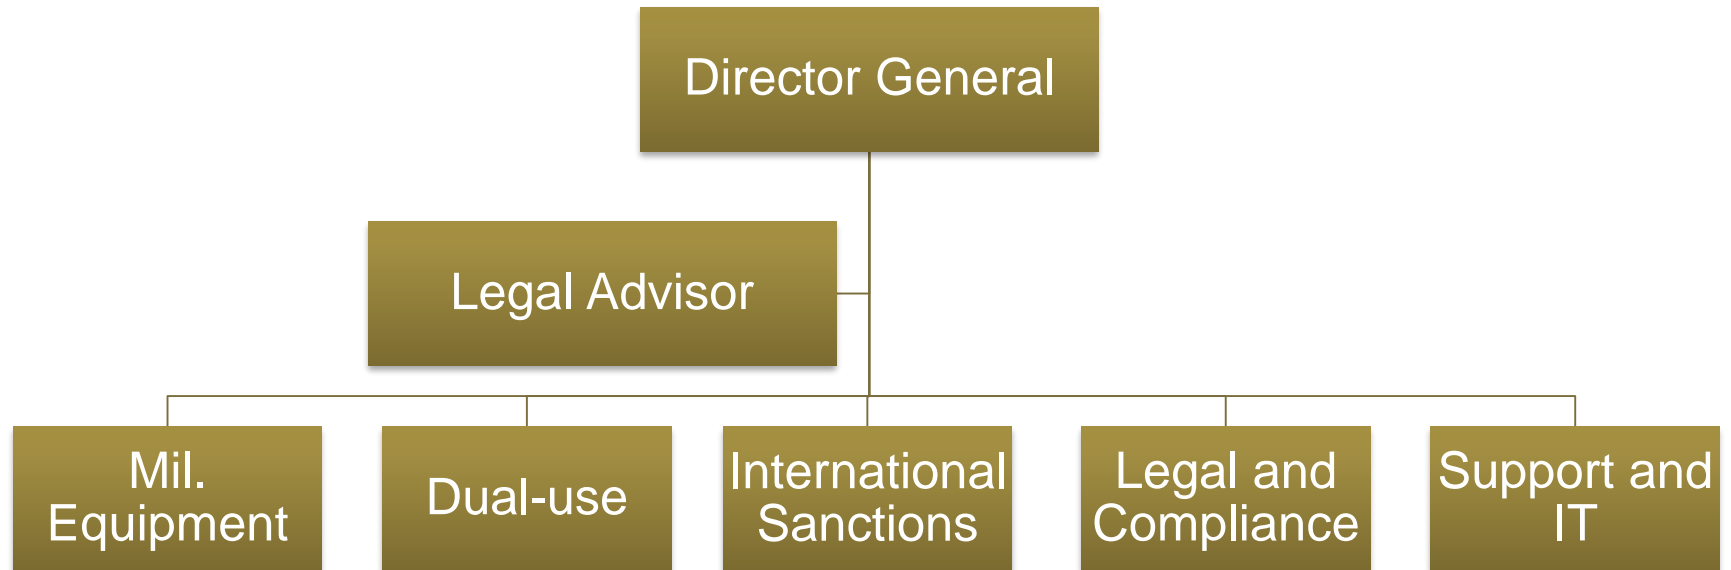 Director General
Legal Advisor
Mil.
Equipment
Dual-use
International
Sanctions
Legal and
Compliance
Support and
IT